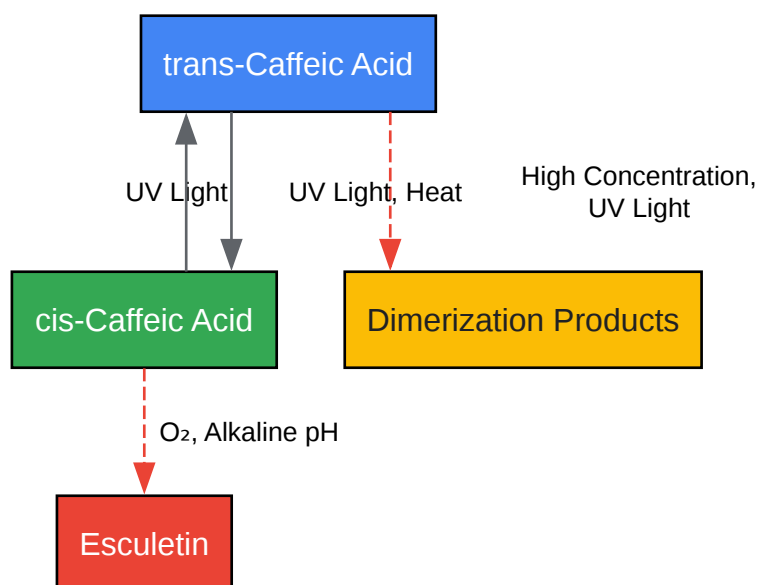 trans-Caffeic Acid
UV Light
UV Light, Heat
High Concentration,
UV Light
cis-Caffeic Acid
Dimerization Products
O₂, Alkaline pH
Esculetin